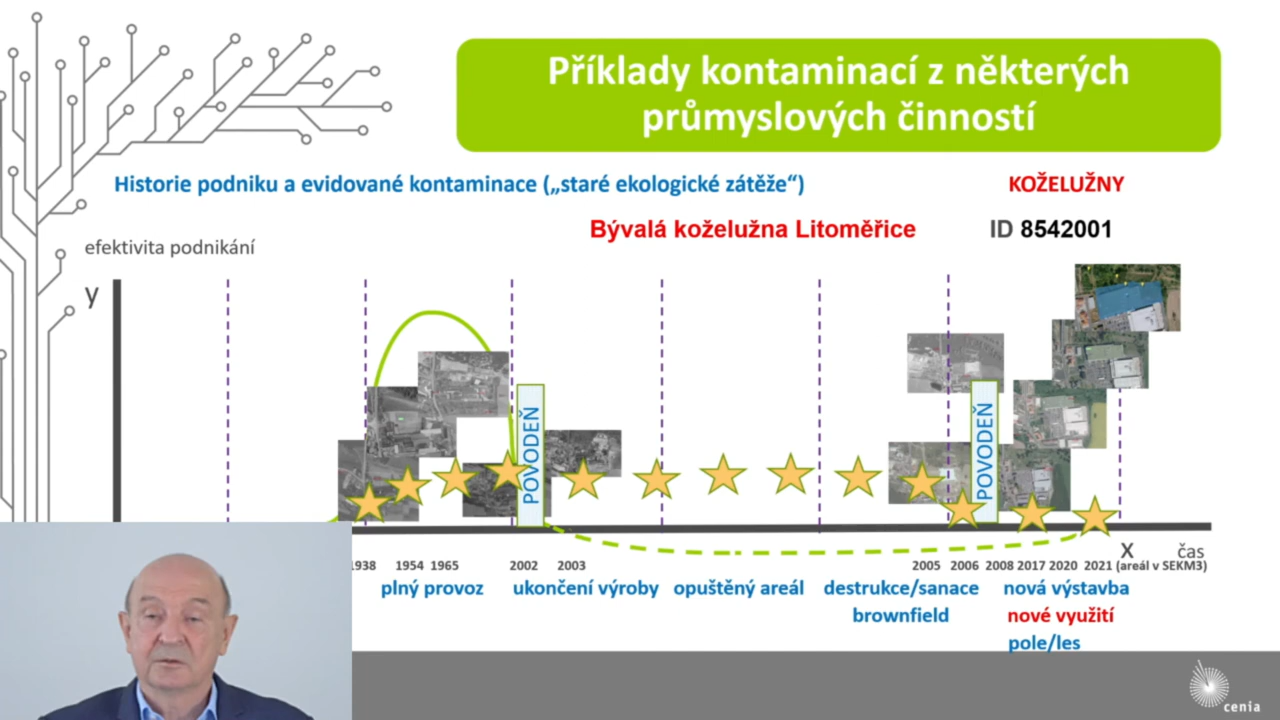 Příklady kontaminací z některých
průmyslových činností
Historie podniku a evidované kontaminace („staré ekologické zátěže“)
KOŽELUŽNY
Bývalá koželužna Litoměřice
ID 8542001
efektivita podnikání
y
POVODEŇ
POVODEŇ
x
čas
1938 1954 1965 2002 2003 2005 2006 2008 2017 2020 2021 (areál v SEKM3)
plný provoz
ukončení výroby
opuštěný areál
destrukce/sanace
brownfield
nová výstavba
nové využití
pole/les
cenia